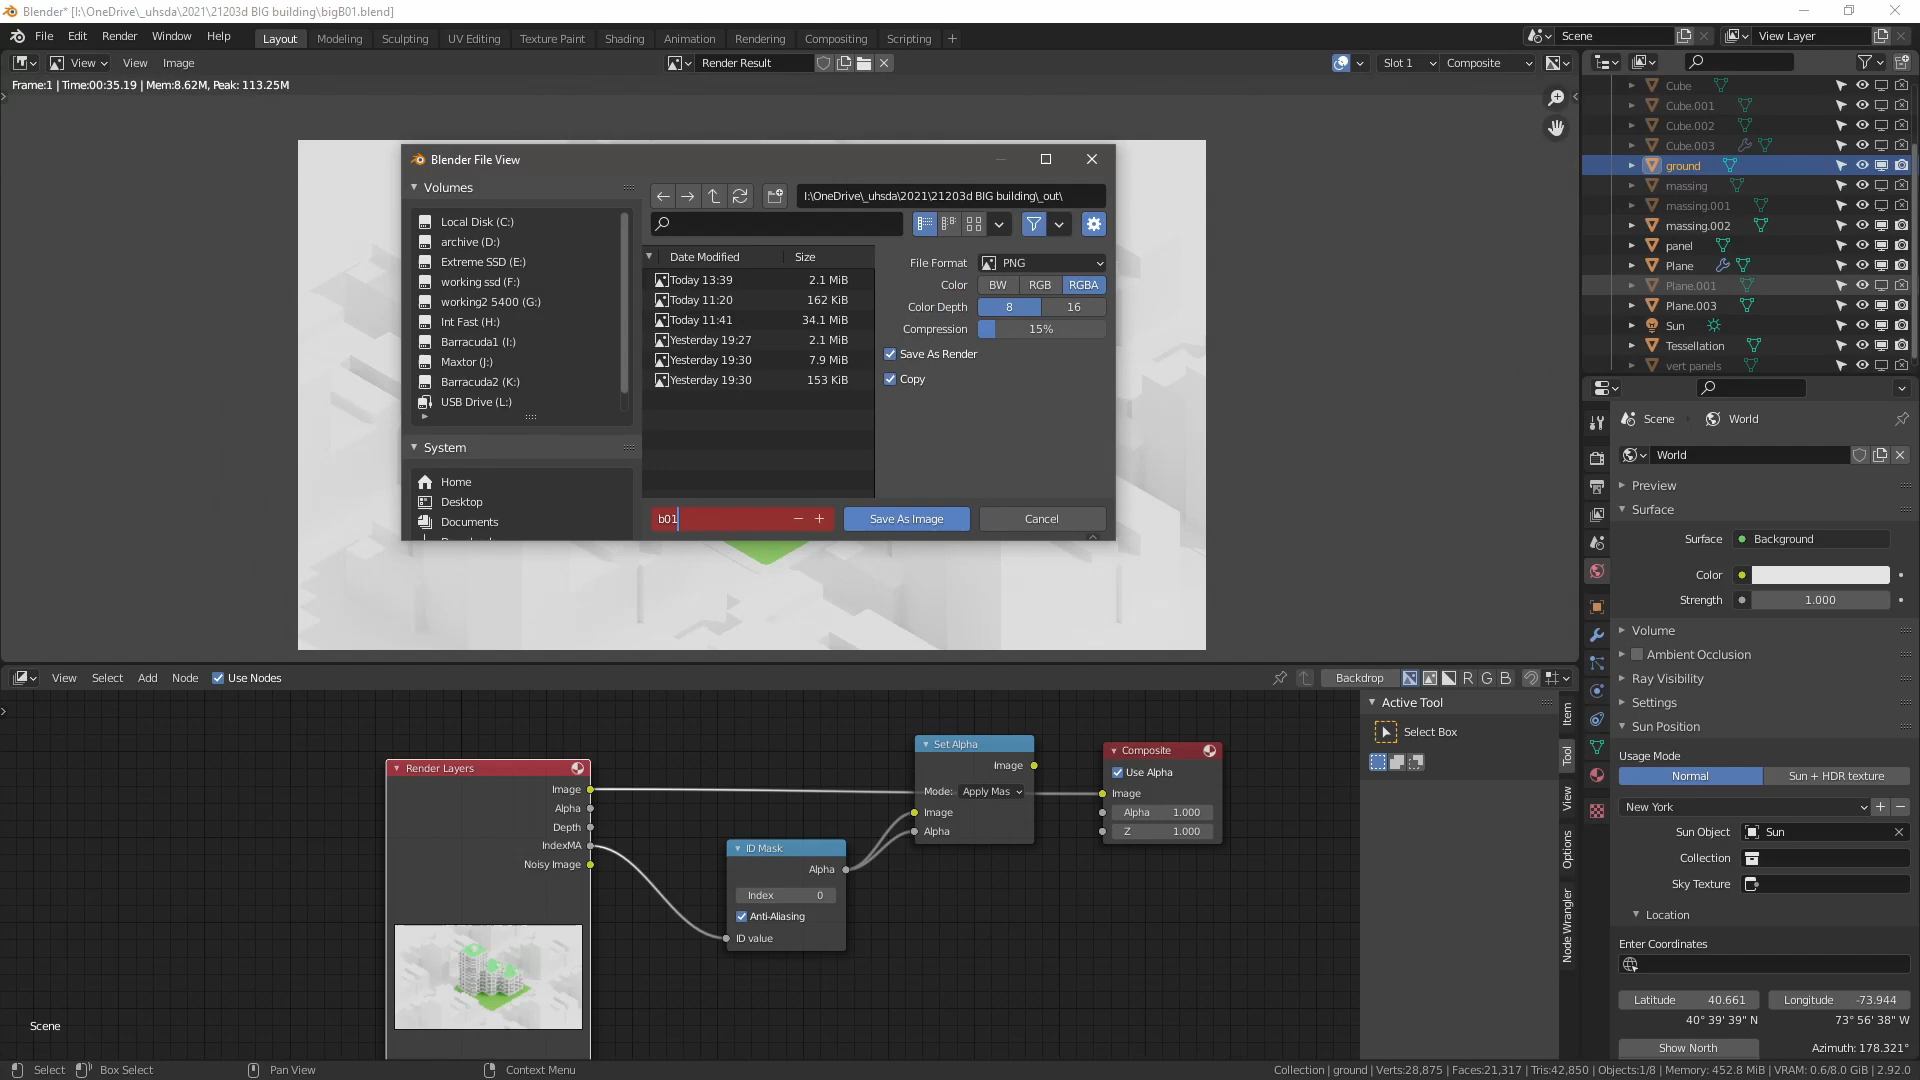 Blender* [I:\OneDrive\_uhsda\2021\21203d BIG building\bigB01.blend]
File Edit Render Window Help
Layout Modeling Sculpting UV Editing Texture Paint Shading Animation Rendering Compositing Scripting +
Scene
View Layer
View View Image
Render Result
Slot 1 Composite
Frame:1 | Time:00:35.19 | Mem:8.62M, Peak: 113.25M
Blender File View
Volumes
Local Disk (C:)
archive (D:)
Extreme SSD (E:)
working ssd (F:)
working2 5400 (G:)
Int Fast (H:)
Barracuda1 (I:)
Maxtor (J:)
Barracuda2 (K:)
USB Drive (L:)
System
Home
Desktop
Documents
I:\OneDrive\_uhsda\2021\21203d BIG building\_out\
Date Modified Size
Today 13:39 2.1 MiB
Today 11:20 162 KiB
Today 11:41 34.1 MiB
Yesterday 19:27 2.1 MiB
Yesterday 19:30 7.9 MiB
Yesterday 19:30 153 KiB
File Format PNG
Color BW RGB RGBA
Color Depth 8 16
Compression 15%
Save As Render
Copy
b01
Save As Image
Cancel
Cube
Cube.001
Cube.002
Cube.003
ground
massing
massing.001
massing.002
panel
Plane
Plane.001
Plane.003
Sun
Tessellation
vert panels
Scene World
World
Preview
Surface
Surface Background
Color
Strength 1.000
Volume
Ambient Occlusion
Ray Visibility
Settings
Sun Position
Usage Mode
Normal Sun + HDR texture
New York
Sun Object Sun
Collection
Sky Texture
Location
Enter Coordinates
Latitude 40.661 Longitude -73.944
40° 39' 39" N 73° 56' 38" W
Show North Azimuth: 178.321°
View Select Add Node Use Nodes
Backdrop R G B
Render Layers
Image
Alpha
Depth
IndexMA
Noisy Image
ID Mask
Alpha
Index 0
Anti-Aliasing
ID value
Set Alpha
Image
Mode: Apply Mas
Image
Alpha
Composite
Use Alpha
Image
Alpha 1.000
Z 1.000
Active Tool
Select Box
Item
Tool
View
Options
Node Wrangler
Scene
Select Box Select Pan View Context Menu
Collection | ground | Verts:28,875 | Faces:21,317 | Tris:42,850 | Objects:1/8 | Memory: 452.8 MiB | VRAM: 0.6/8.0 GiB | 2.92.0